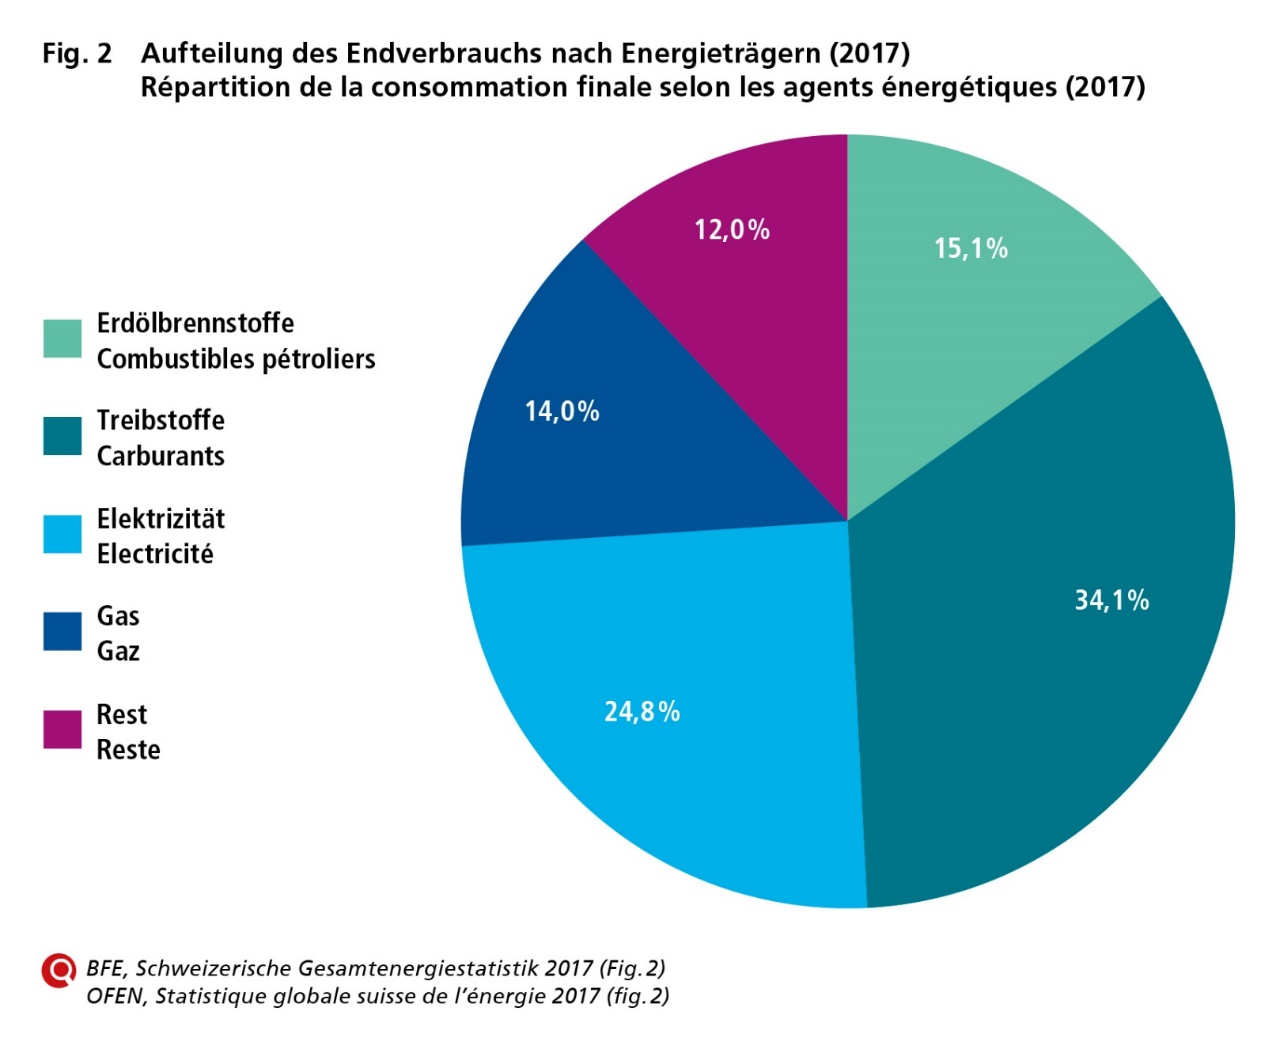 Fig. 2 Aufteilung des Endverbrauchs nach Energieträgern (2017)
Répartition de la consommation finale selon les agents énergétiques (2017)
12,0%
15,1%
14,0%
34,1%
24,8%
Erdölbrennstoffe
Combustibles pétroliers
Treibstoffe
Carburants
Elektrizität
Electricité
Gas
Gaz
Rest
Reste
BFE, Schweizerische Gesamtenergiestatistik 2017 (Fig. 2)
OFEN, Statistique globale suisse de l'énergie 2017 (fig. 2)